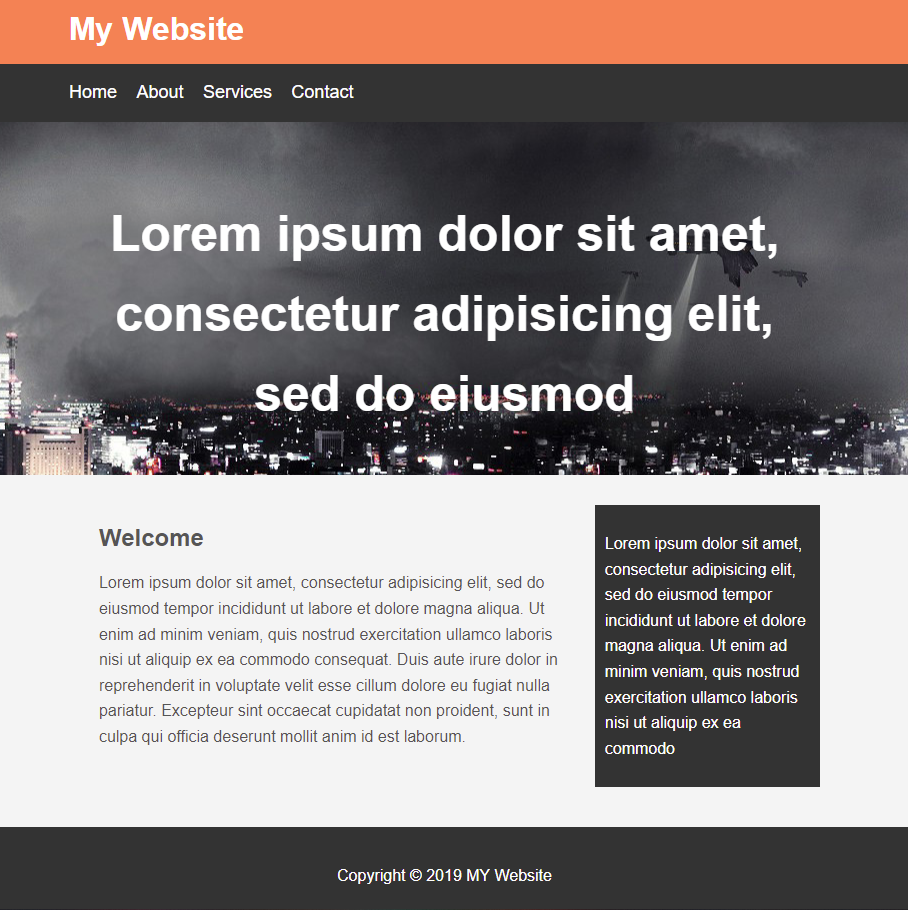 My Website
Home About Services Contact
Lorem ipsum dolor sit amet,
consectetur adipisicing elit,
sed do eiusmod
Welcome
Lorem ipsum dolor sit amet, consectetur adipisicing elit, sed do
eiusmod tempor incididunt ut labore et dolore magna aliqua. Ut
enim ad minim veniam, quis nostrud exercitation ullamco laboris
nisi ut aliquip ex ea commodo consequat. Duis aute irure dolor in
reprehenderit in voluptate velit esse cillum dolore eu fugiat nulla
pariatur. Excepteur sint occaecat cupidatat non proident, sunt in
culpa qui officia deserunt mollit anim id est laborum.
Lorem ipsum dolor sit amet,
consectetur adipisicing elit,
sed do eiusmod tempor
incididunt ut labore et dolore
magna aliqua. Ut enim ad
minim veniam, quis nostrud
exercitation ullamco laboris
nisi ut aliquip ex ea
commodo
Copyright © 2019 MY Website